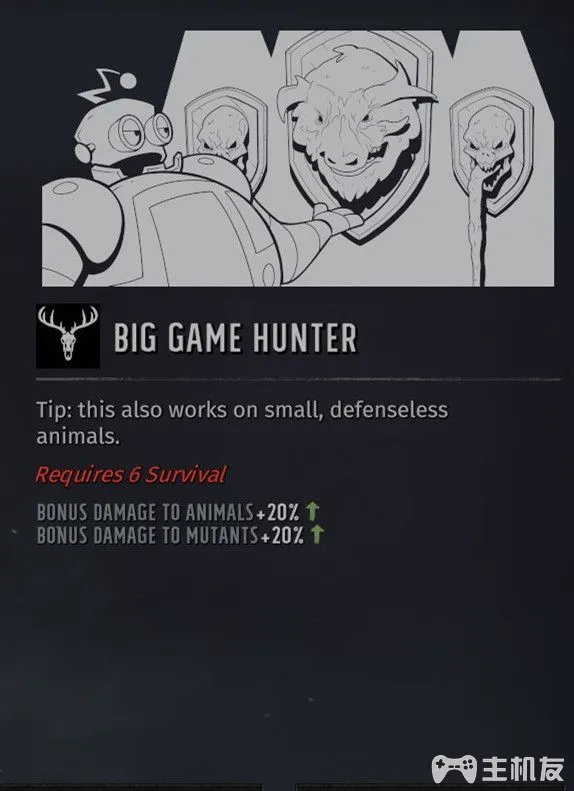 BIG GAME HUNTER
Tip: this also works on small, defenseless
animals.
Requires 6 Survival
BONUS DAMAGE TO ANIMALS+20%
BONUS DAMAGE TO MUTANTS+20%
主机友